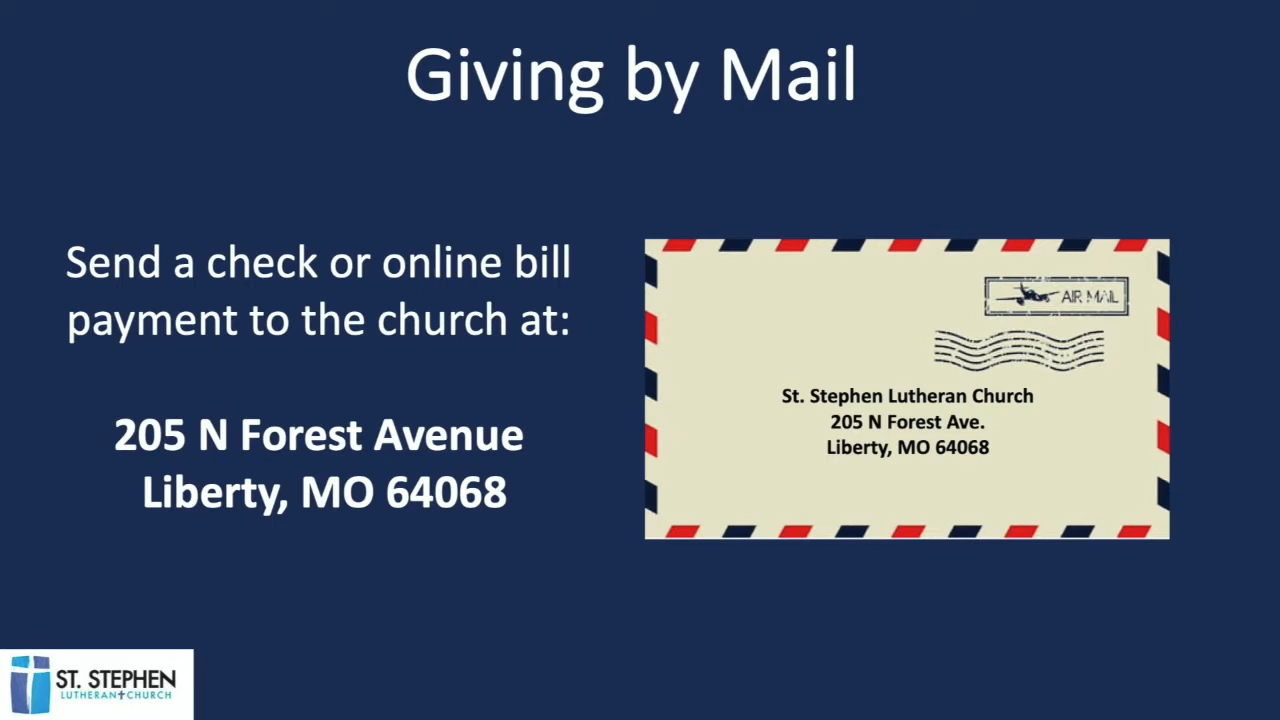 Giving by Mail
Send a check or online bill
payment to the church at:
205 N Forest Avenue
Liberty, MO 64068
AIR MAIL
St. Stephen Lutheran Church
205 N Forest Ave.
Liberty, MO 64068
ST. STEPHEN
LUTHERAN CHURCH